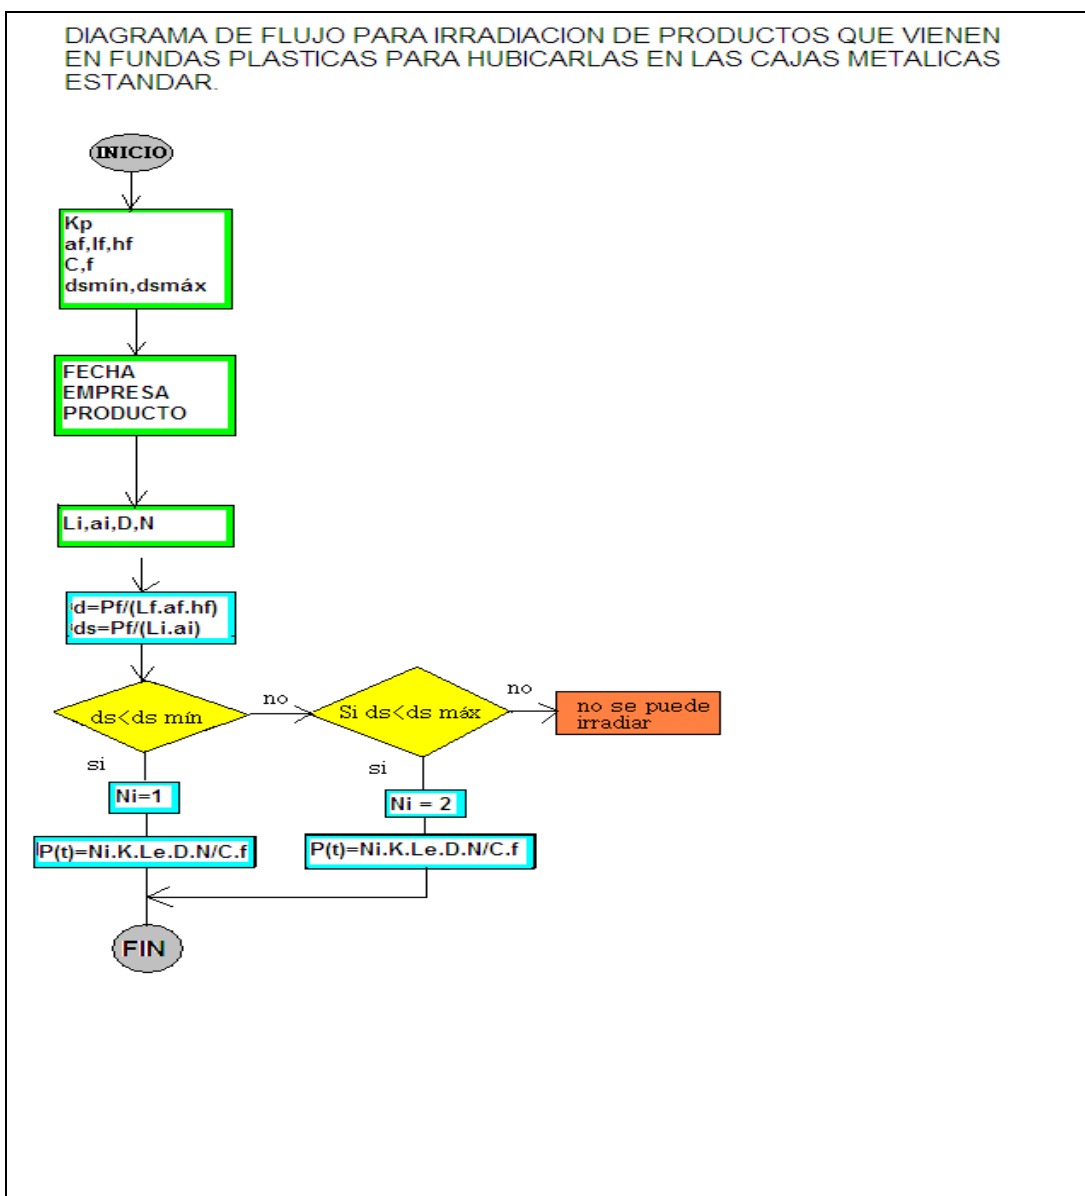 DIAGRAMA DE FLUJO PARA IRRADIACION DE PRODUCTOS QUE VIENEN
EN FUNDAS PLASTICAS PARA HUBICARLAS EN LAS CAJAS METALICAS
ESTANDAR.
INICIO
Kp
af,lf,hf
C,f
dsmín,dsmáx
FECHA
EMPRESA
PRODUCTO
Li,ai,D,N
d=Pf/(Lf.af.hf)
ds=Pf/(Li.ai)
ds<ds mín
no
Si ds<ds máx
no
no se puede
irradiar
si
si
Ni=1
Ni = 2
P(t)=Ni.K.Le.D.N/C.f
P(t)=Ni.K.Le.D.N/C.f
FIN